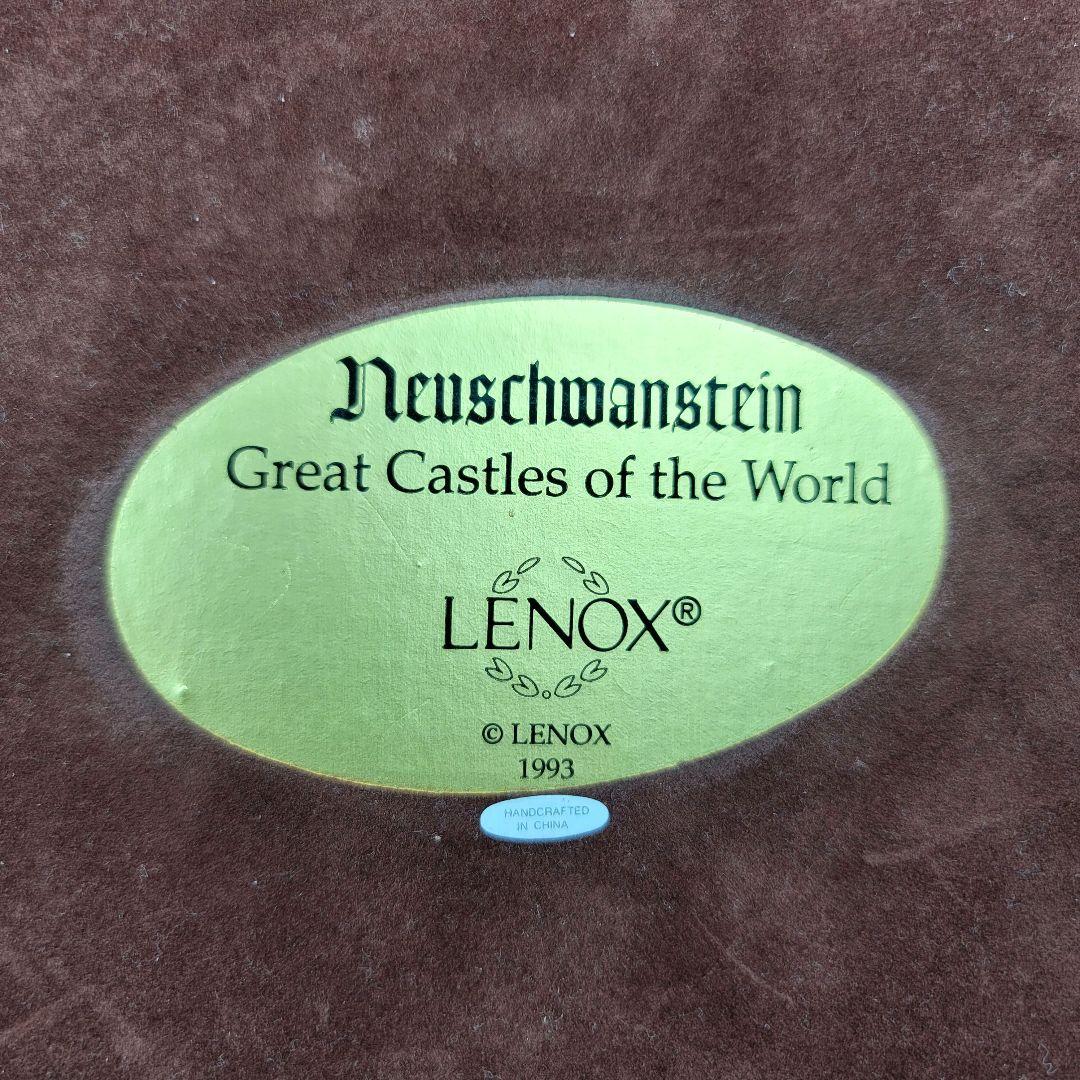 Neuschwanstein
Great Castles of the World
LENOX®
© LENOX
1993
HANDCRAFTED
IN CHINA